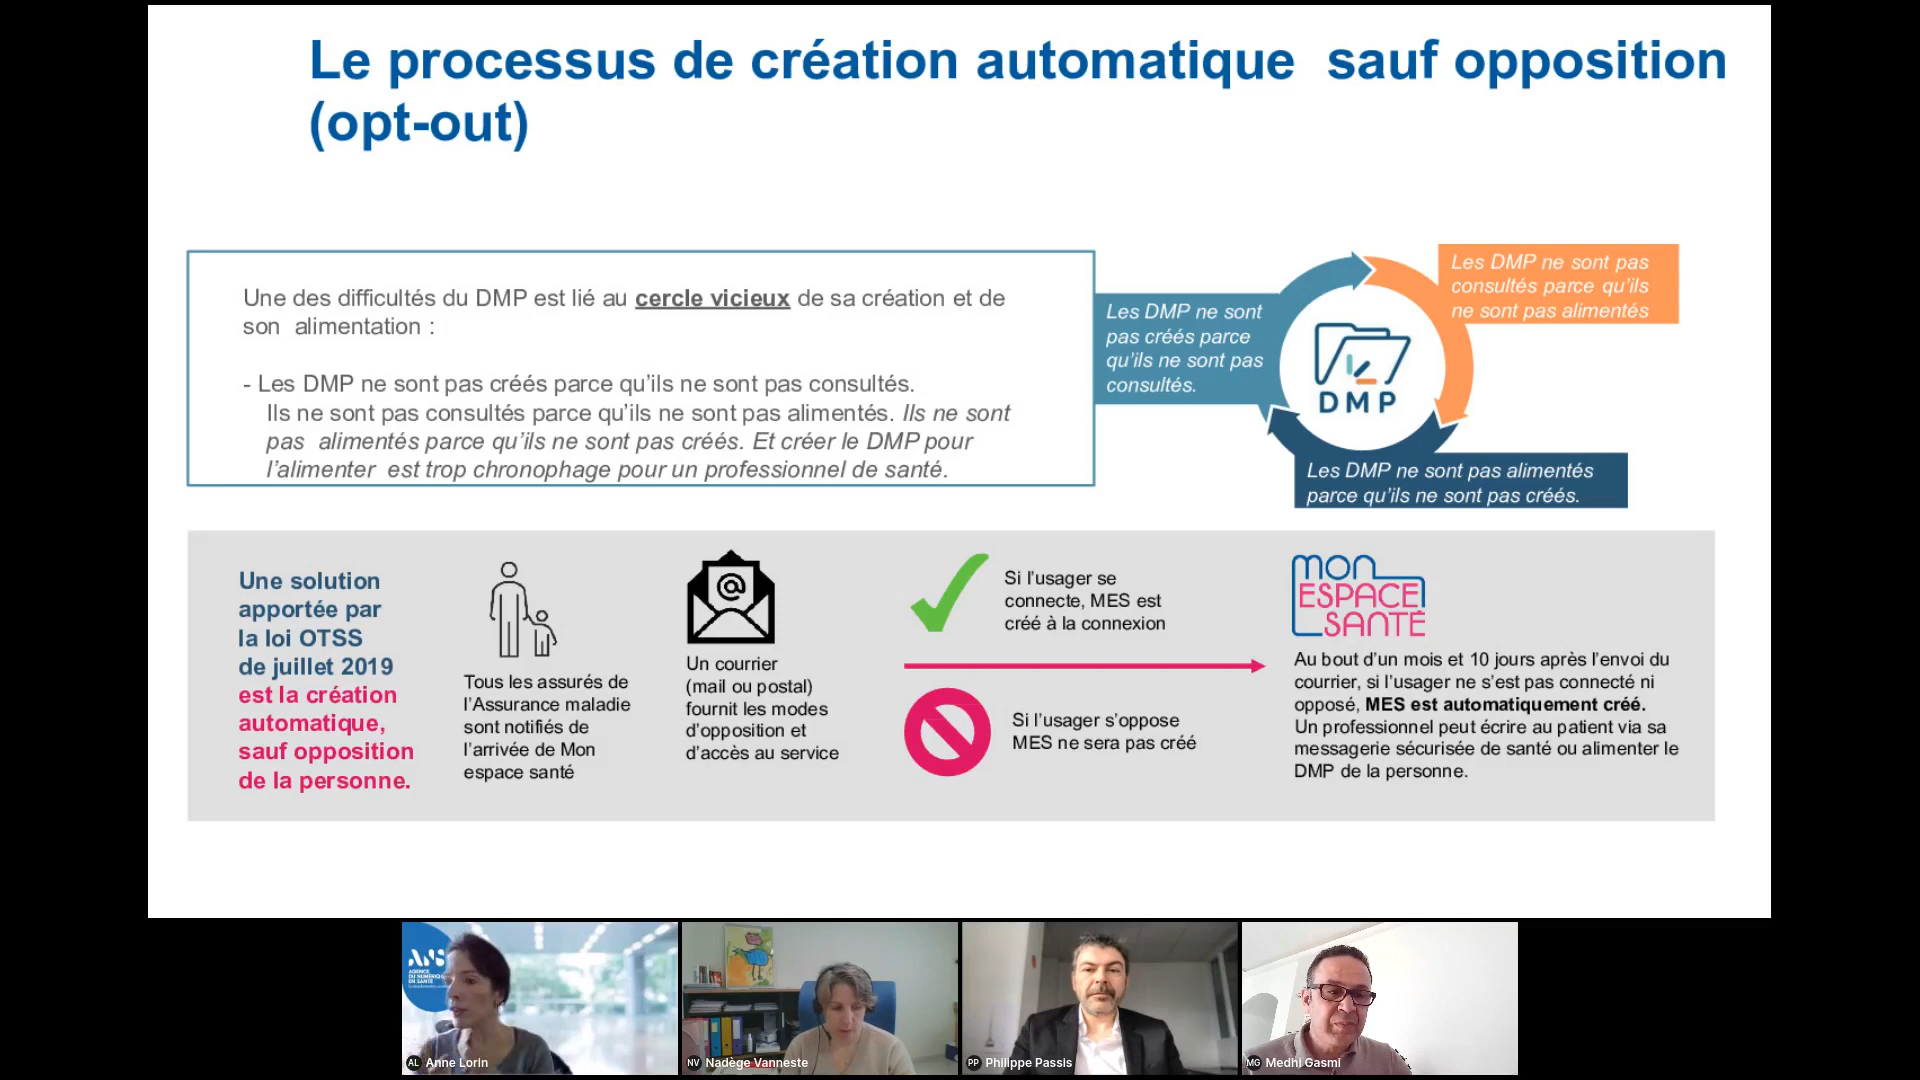 Le processus de création automatique  sauf opposition
(opt-out)
Une des difficultés du DMP est lié au cercle vicieux de sa création et de
son  alimentation :
- Les DMP ne sont pas créés parce qu’ils ne sont pas consultés.
Ils ne sont pas consultés parce qu’ils ne sont pas alimentés. Ils ne sont
pas  alimentés parce qu’ils ne sont pas créés. Et créer le DMP pour
l’alimenter  est trop chronophage pour un professionnel de santé.
Les DMP ne sont
pas créés parce
qu’ils ne sont pas
consultés.
Les DMP ne sont pas
consultés parce qu’ils
ne sont pas alimentés
DMP
Les DMP ne sont pas alimentés
parce qu’ils ne sont pas créés.
Une solution
apportée par
la loi OTSS
de juillet 2019
est la création
automatique,
sauf opposition
de la personne.
Tous les assurés de
l’Assurance maladie
sont notifiés de
l’arrivée de Mon
espace santé
@
Un courrier
(mail ou postal)
fournit les modes
d’opposition et
d’accès au service
Si l’usager se
connecte, MES est
créé à la connexion
Si l’usager s’oppose
MES ne sera pas créé
mon
ESPACE
SANTÉ
Au bout d’un mois et 10 jours après l’envoi du
courrier, si l’usager ne s’est pas connecté ni
opposé, MES est automatiquement créé.
Un professionnel peut écrire au patient via sa
messagerie sécurisée de santé ou alimenter le
DMP de la personne.
AGENCE
DU NUMÉRIQUE
EN SANTÉ
AL Anne Lorin
NV Nadège Vanneste
PP Philippe Passis
MG Medhi Gasmi